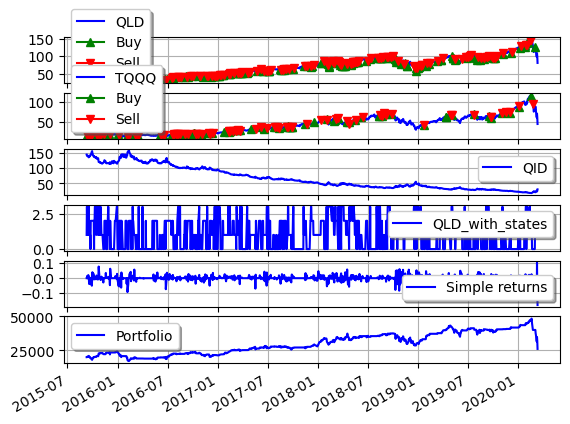 QLD
Buy
Sell
150
100
50
TQQQ
Buy
Sell
100
50
150
100
50
QID
2.5
0.0
QLD_with_states
0.1
0.0
−0.1
Simple returns
50000
25000
Portfolio
2015-07
2016-01
2016-07
2017-01
2017-07
2018-01
2018-07
2019-01
2019-07
2020-01